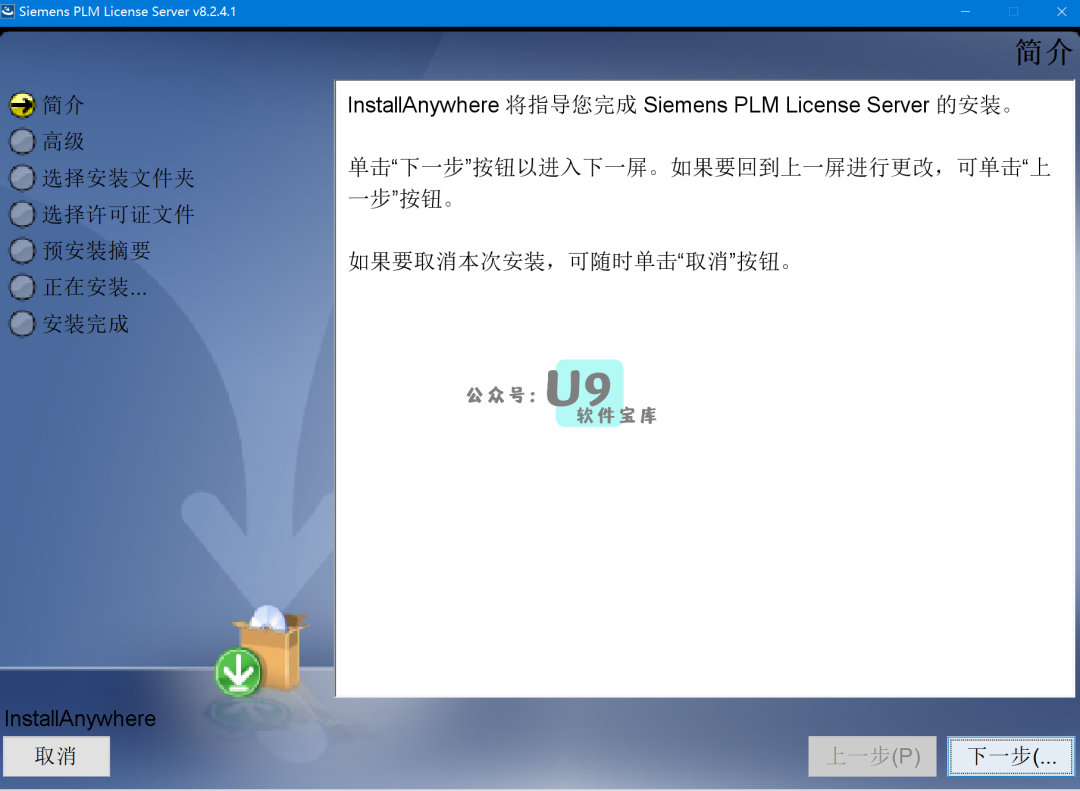 Siemens PLM License Server v8.2.4.1
简介
简介
高级
选择安装文件夹
选择许可证文件
预安装摘要
正在安装...
安装完成
InstallAnywhere 将指导您完成 Siemens PLM License Server 的安装。
单击“下一步”按钮以进入下一屏。如果要回到上一屏进行更改，可单击“上
一步”按钮。
如果要取消本次安装，可随时单击“取消”按钮。
公众号：U9
软件宝库
InstallAnywhere
取消
上一步(P)
下一步(...